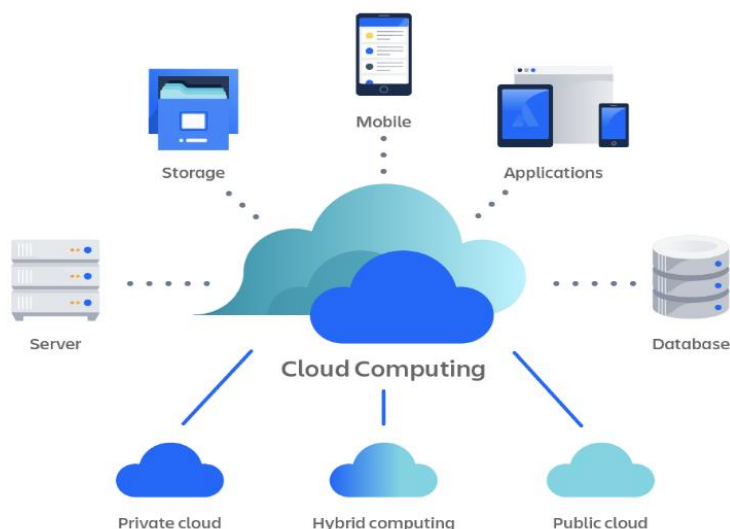 Mobile
Storage
Applications
Server
Database
Cloud Computing
Private cloud
Hybrid computing
Public cloud